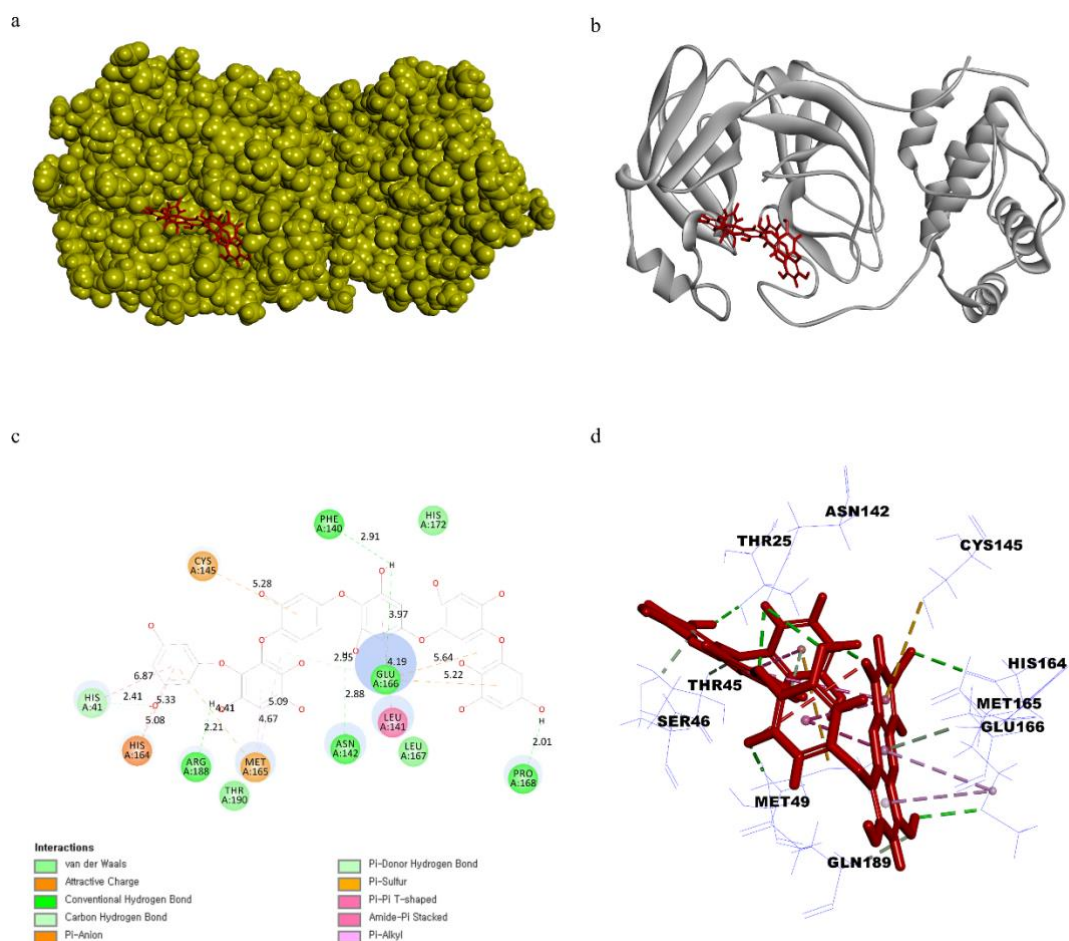 a
b
c
d
PHE
A:140
2.91
HIS
A:172
H
CYS
A:145
5.28
O
3.97
6.87
2.41
5.33
HIS
A:41
5.08
HIS
A:164
H
4.41
2.21
ARG
A:188
THR
A:190
5.09
4.67
MET
A:165
H
2.95
2.88
ASN
A:142
4.19
GLU
A:166
5.64
5.22
LEU
A:141
LEU
A:167
H
2.01
PRO
A:168
Interactions
van der Waals
Attractive Charge
Conventional Hydrogen Bond
Carbon Hydrogen Bond
Pi-Anion
Pi-Donor Hydrogen Bond
Pi-Sulfur
Pi-Pi T-shaped
Amide-Pi Stacked
Pi-Alkyl
ASN142
THR25
CYS145
HIS164
THR45
MET165
SER46
GLU166
MET49
GLN189